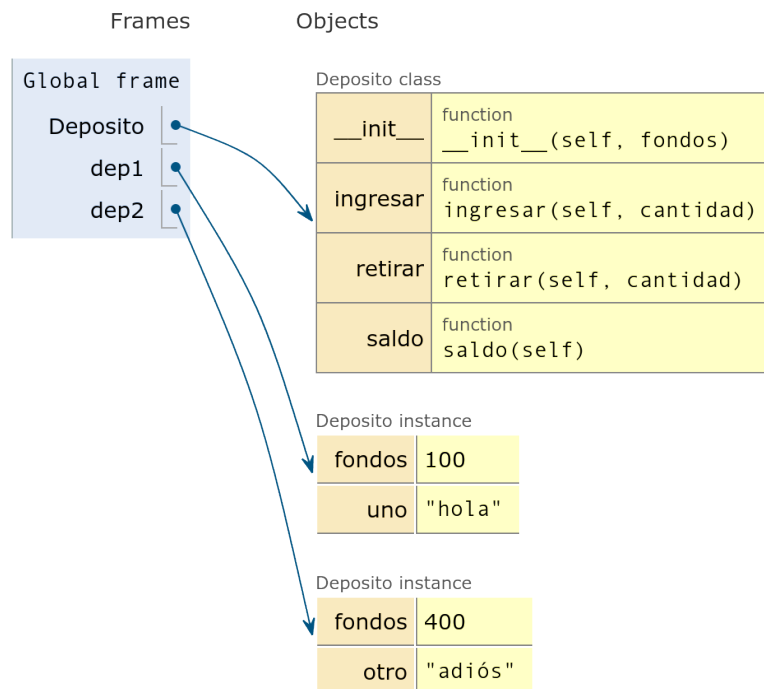 Frames Objects
Global frame
Deposito
dep1
dep2
Deposito class
__init__ function
__init__(self, fondos)
ingresar function
ingresar(self, cantidad)
retirar function
retirar(self, cantidad)
saldo function
saldo(self)
Deposito instance
fondos 100
uno "hola"
Deposito instance
fondos 400
otro "adiós"